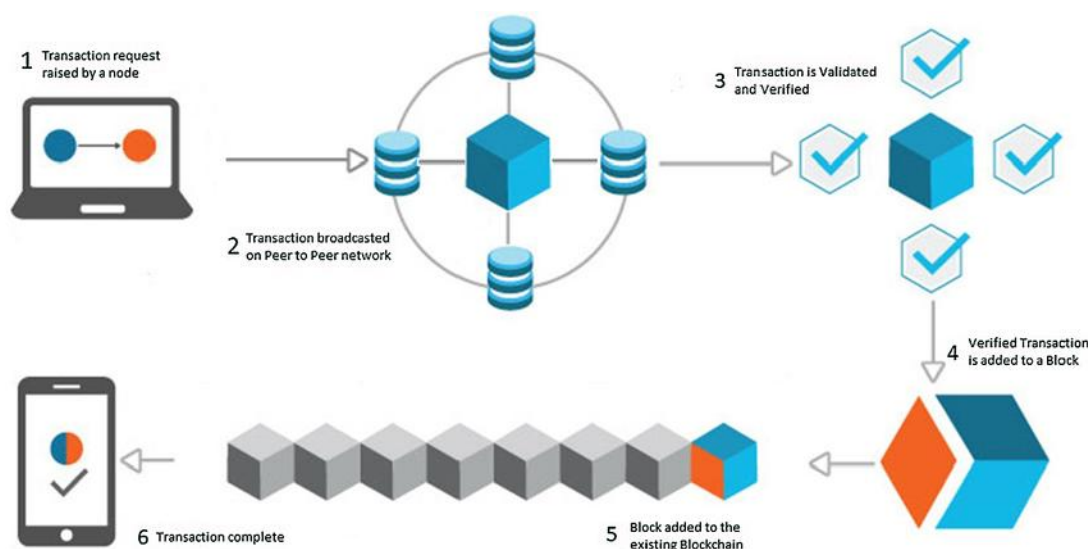 1 Transaction request
raised by a node
2 Transaction broadcasted
on Peer to Peer network
3 Transaction is Validated
and Verified
4 Verified Transaction
is added to a Block
5 Block added to the
existing Blockchain
6 Transaction complete